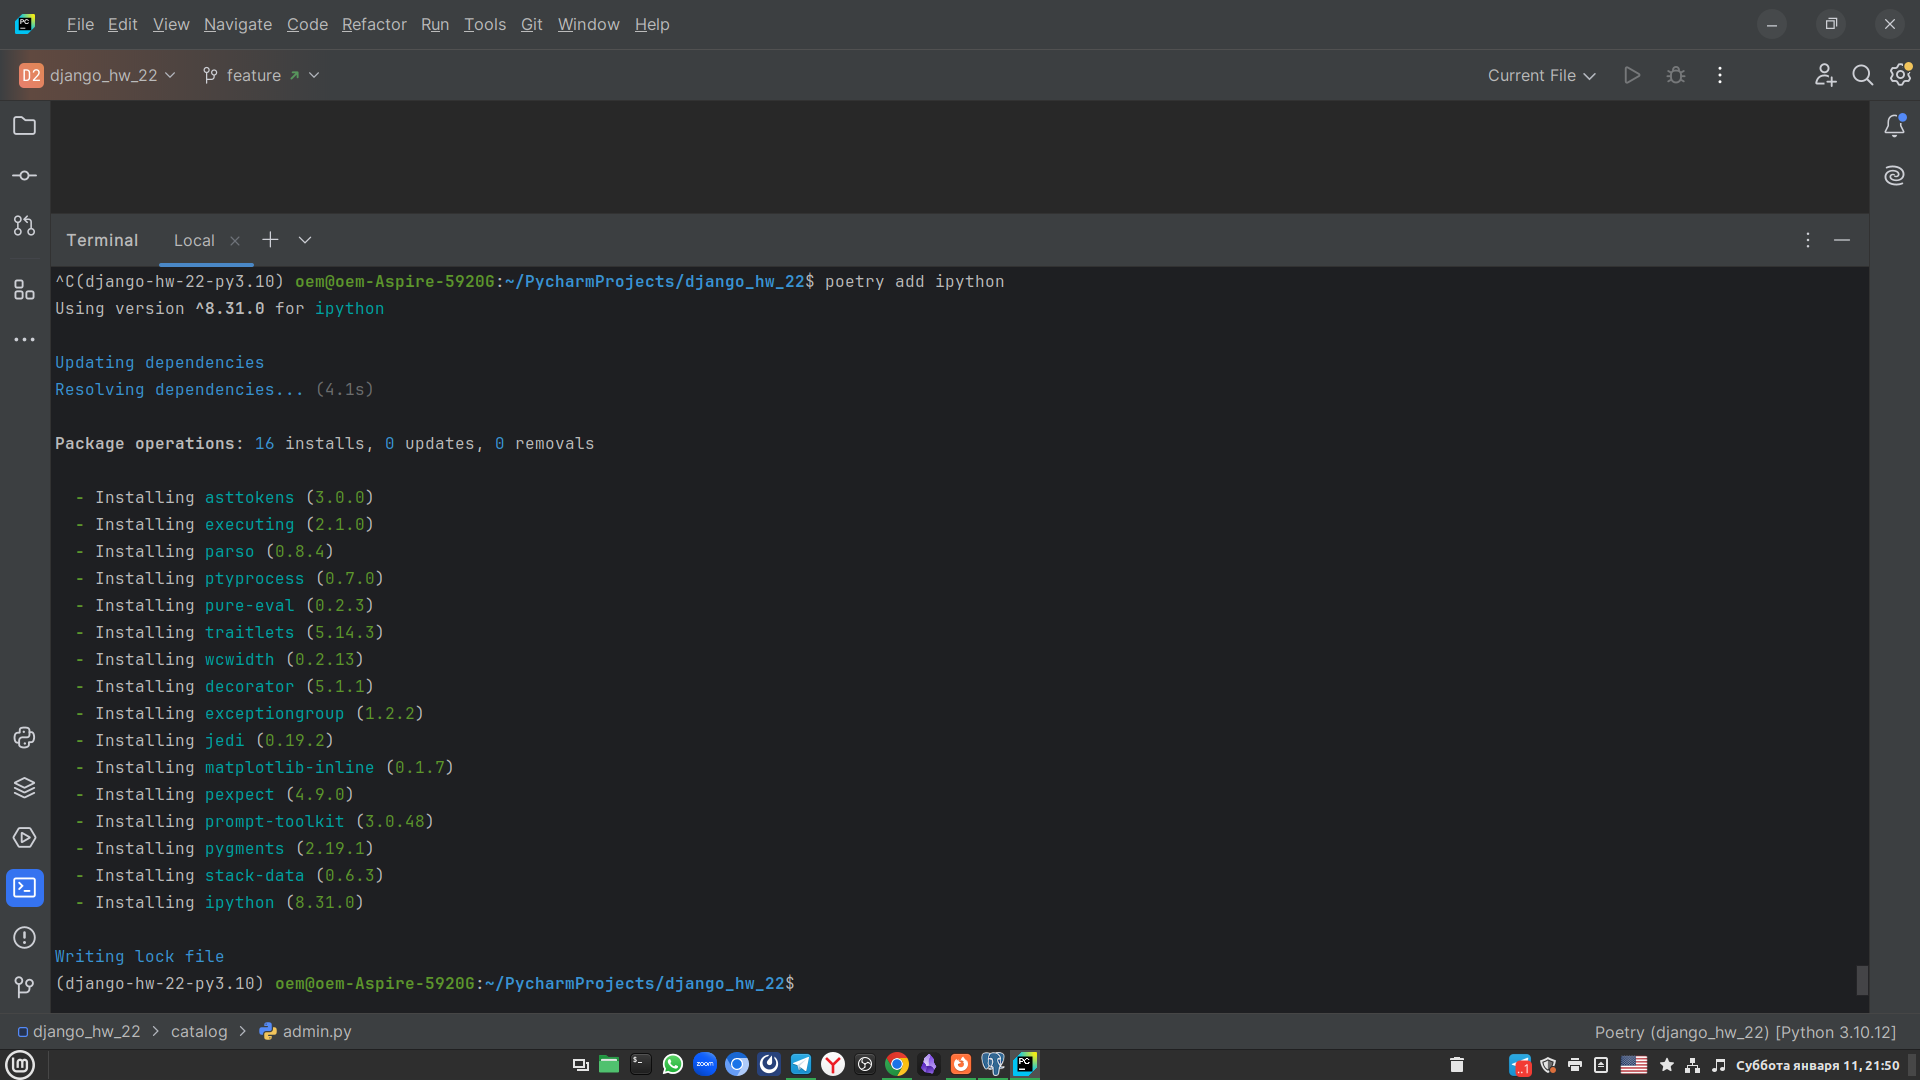 File Edit View Navigate Code Refactor Run Tools Git Window Help
D2 django_hw_22 feature Current File
Terminal Local
^C(django-hw-22-py3.10) oem@oem-Aspire-5920G:~/PycharmProjects/django_hw_22$ poetry add ipython
Using version ^8.31.0 for ipython
Updating dependencies
Resolving dependencies... (4.1s)
Package operations: 16 installs, 0 updates, 0 removals
- Installing asttokens (3.0.0)
- Installing executing (2.1.0)
- Installing parso (0.8.4)
- Installing ptyprocess (0.7.0)
- Installing pure-eval (0.2.3)
- Installing traitlets (5.14.3)
- Installing wcwidth (0.2.13)
- Installing decorator (5.1.1)
- Installing exceptiongroup (1.2.2)
- Installing jedi (0.19.2)
- Installing matplotlib-inline (0.1.7)
- Installing pexpect (4.9.0)
- Installing prompt-toolkit (3.0.48)
- Installing pygments (2.19.1)
- Installing stack-data (0.6.3)
- Installing ipython (8.31.0)
Writing lock file
(django-hw-22-py3.10) oem@oem-Aspire-5920G:~/PycharmProjects/django_hw_22$
django_hw_22 > catalog > admin.py Poetry (django_hw_22) [Python 3.10.12]
zoom PC Суббота января 11, 21:50